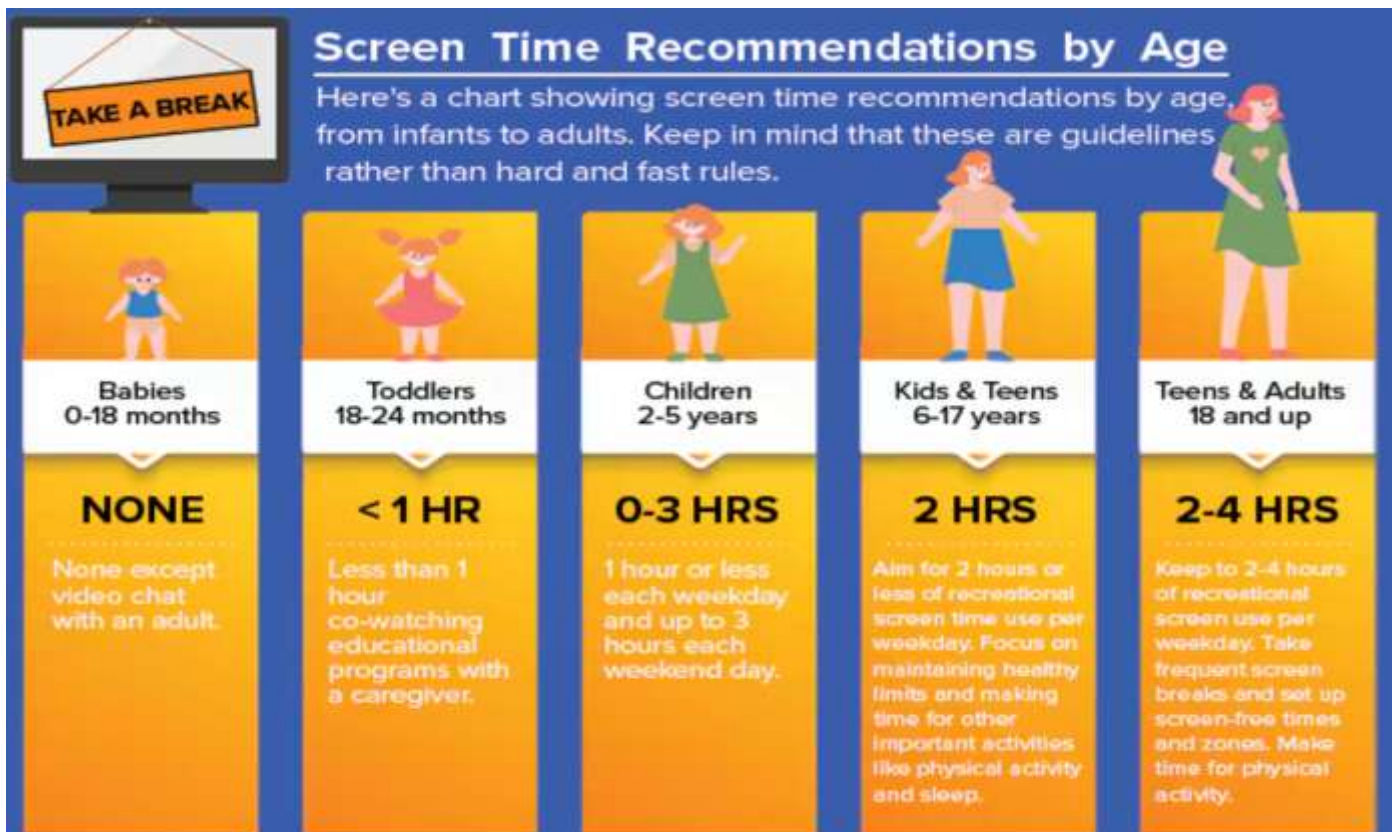 TAKE A BREAK
Screen Time Recommendations by Age
Here's a chart showing screen time recommendations by age,
from infants to adults. Keep in mind that these are guidelines
rather than hard and fast rules.
Babies
0-18 months
NONE
None except
video chat
with an adult.
Toddlers
18-24 months
< 1 HR
Less than 1
hour
co-watching
educational
programs with
a caregiver.
Children
2-5 years
0-3 HRS
1 hour or less
each weekday
and up to 3
hours each
weekend day.
Kids & Teens
6-17 years
2 HRS
Aim for 2 hours or
less of recreational
screen time use per
weekday. Focus on
maintaining healthy
limits and making
time for other
important activities
like physical activity
and sleep.
Teens & Adults
18 and up
2-4 HRS
Keep to 2-4 hours
of recreational
screen use per
weekday. Take
frequent screen
breaks and set up
screen-free times
and zones. Make
time for physical
activity.